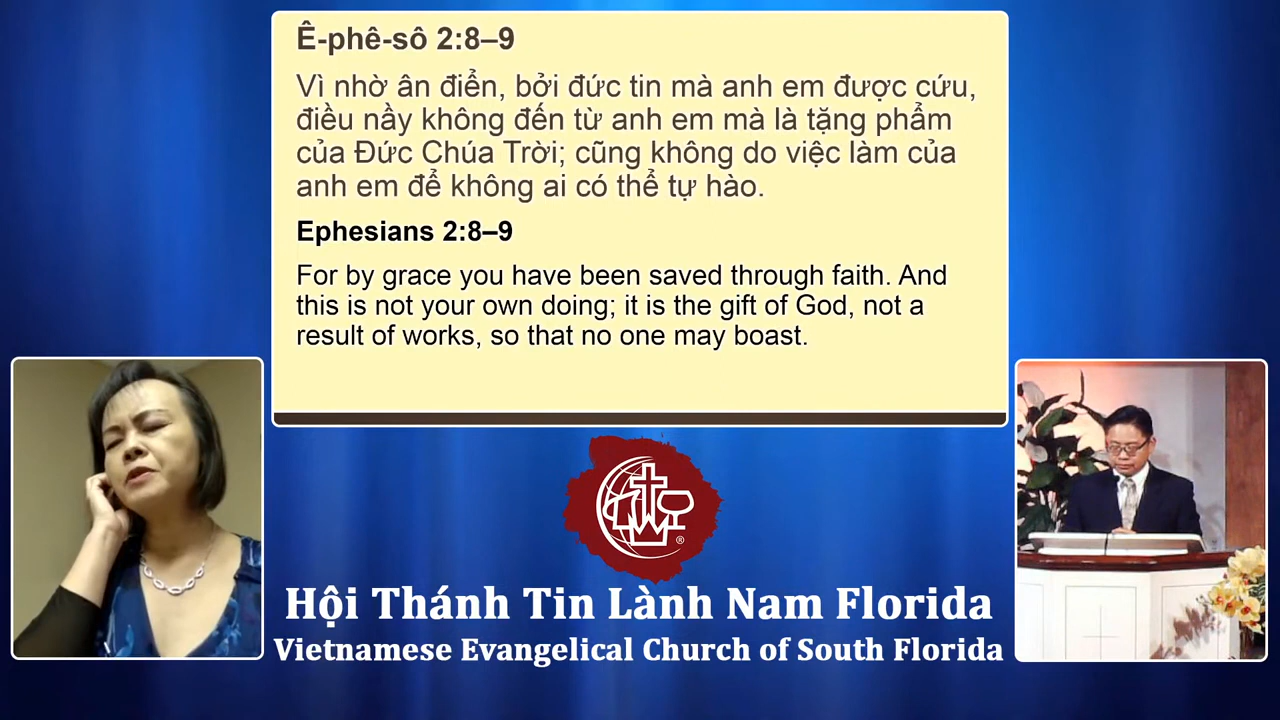 Ê-phê-sô 2:8–9
Vì nhờ ân điển, bởi đức tin mà anh em được cứu,
điều nầy không đến từ anh em mà là tặng phẩm
của Đức Chúa Trời; cũng không do việc làm của
anh em để không ai có thể tự hào.
Ephesians 2:8–9
For by grace you have been saved through faith. And
this is not your own doing; it is the gift of God, not a
result of works, so that no one may boast.
®
Hội Thánh Tin Lành Nam Florida
Vietnamese Evangelical Church of South Florida